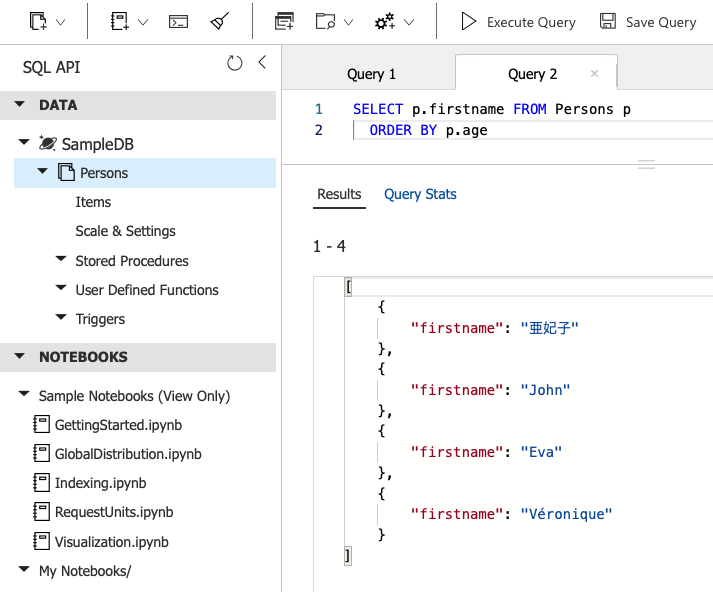 Execute Query
Save Query
SQL API
DATA
SampleDB
Persons
Items
Scale & Settings
Stored Procedures
User Defined Functions
Triggers
NOTEBOOKS
Sample Notebooks (View Only)
GettingStarted.ipynb
GlobalDistribution.ipynb
Indexing.ipynb
RequestUnits.ipynb
Visualization.ipynb
My Notebooks/
Query 1
Query 2
1 SELECT p.firstname FROM Persons p
2 ORDER BY p.age
Results Query Stats
1 - 4
[
{
"firstname": "亜妃子"
},
{
"firstname": "John"
},
{
"firstname": "Eva"
},
{
"firstname": "Véronique"
}
]